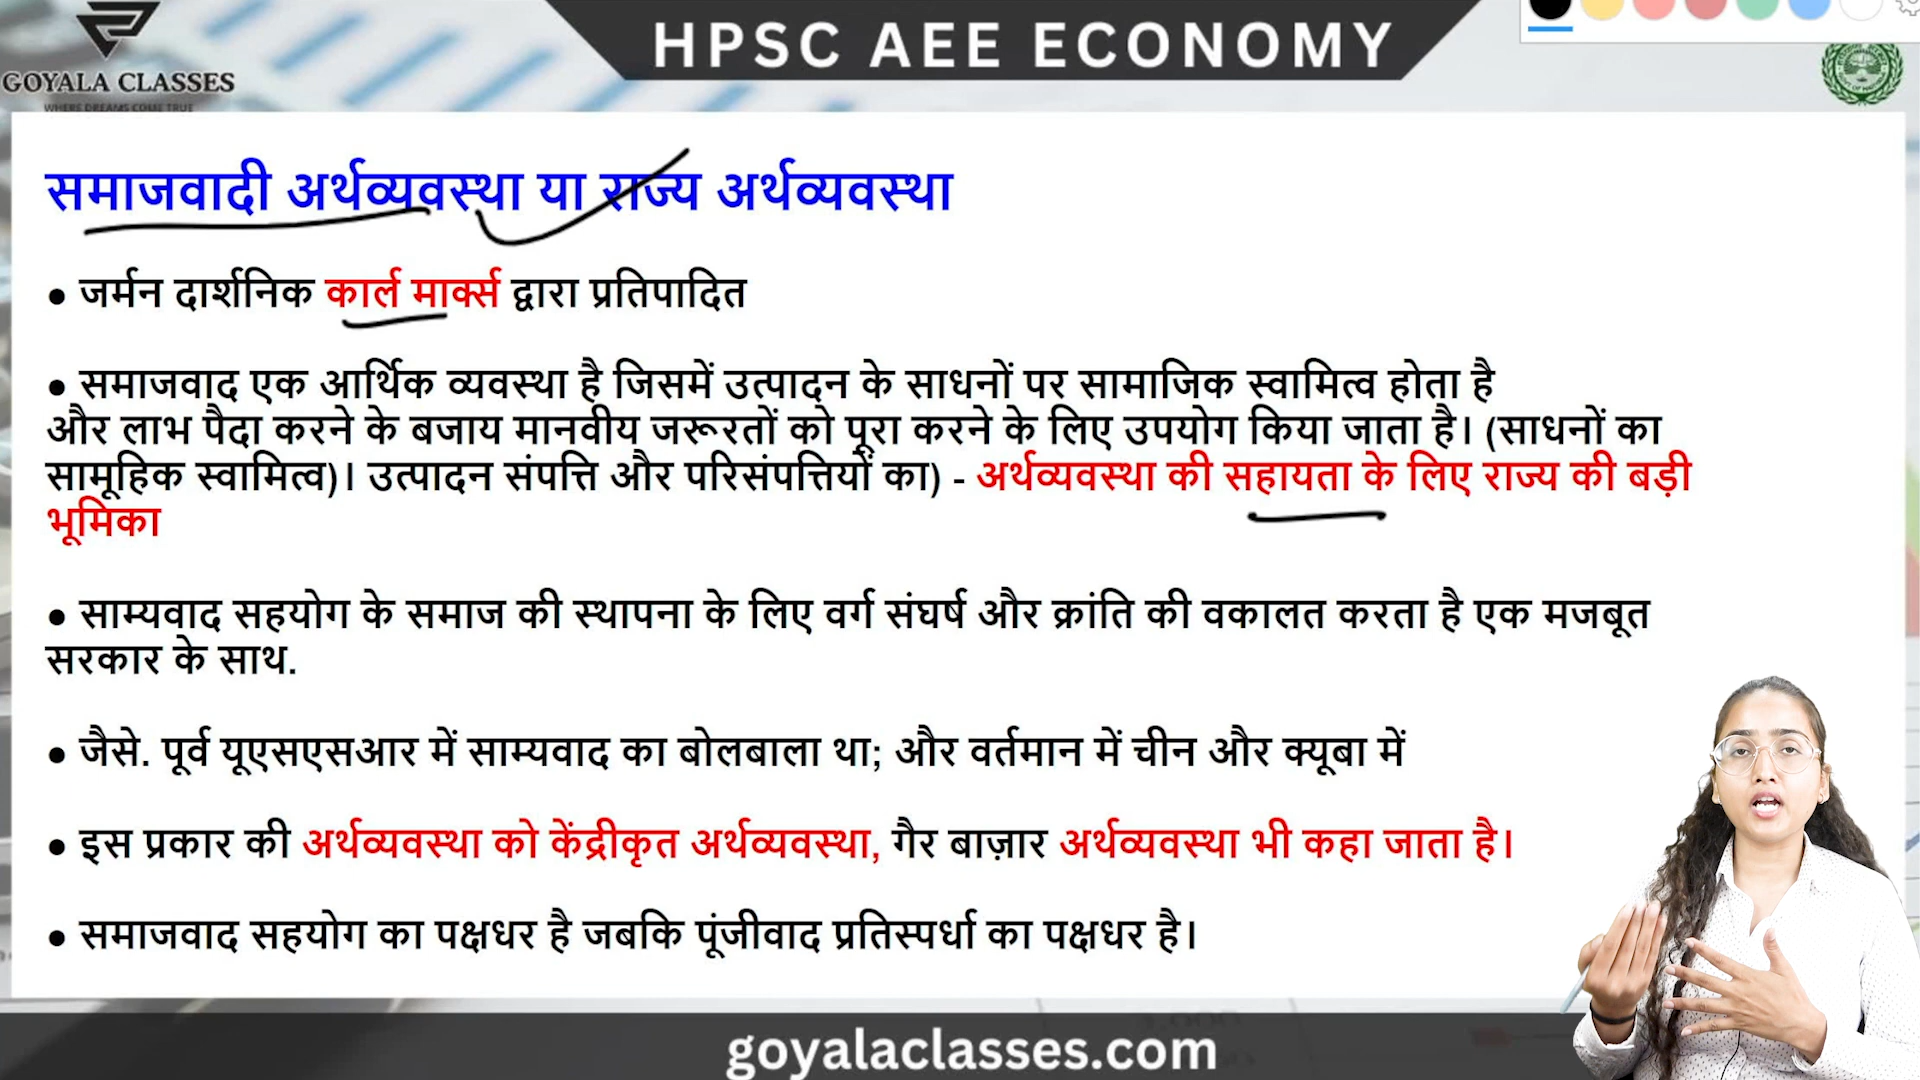 HPSC AEE ECONOMY
GOYALA CLASSES
WHERE DREAMS COME TRUE
समाजवादी अर्थव्यवस्था या राज्य अर्थव्यवस्था
• जर्मन दार्शनिक कार्ल मार्क्स द्वारा प्रतिपादित
• समाजवाद एक आर्थिक व्यवस्था है जिसमें उत्पादन के साधनों पर सामाजिक स्वामित्व होता है
और लाभ पैदा करने के बजाय मानवीय जरूरतों को पूरा करने के लिए उपयोग किया जाता है। (साधनों का
सामूहिक स्वामित्व)। उत्पादन संपत्ति और परिसंपत्तियों का) - अर्थव्यवस्था की सहायता के लिए राज्य की बड़ी
भूमिका
• साम्यवाद सहयोग के समाज की स्थापना के लिए वर्ग संघर्ष और क्रांति की वकालत करता है एक मजबूत
सरकार के साथ.
• जैसे. पूर्व यूएसएसआर में साम्यवाद का बोलबाला था; और वर्तमान में चीन और क्यूबा में
• इस प्रकार की अर्थव्यवस्था को केंद्रीकृत अर्थव्यवस्था, गैर बाज़ार अर्थव्यवस्था भी कहा जाता है।
• समाजवाद सहयोग का पक्षधर है जबकि पूंजीवाद प्रतिस्पर्धा का पक्षधर है।
goyalaclasses.com